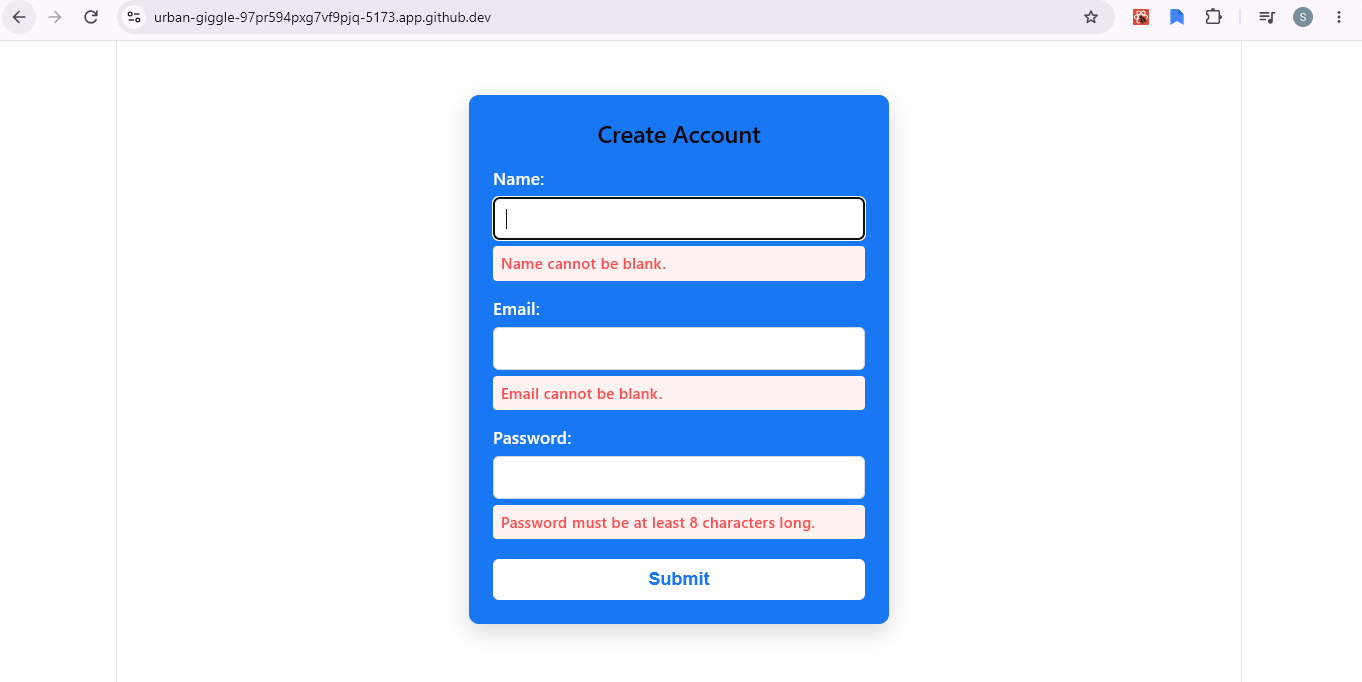 urban-giggle-97pr594pxg7vf9pjq-5173.app.github.dev
S
Create Account
Name:
Name cannot be blank.
Email:
Email cannot be blank.
Password:
Password must be at least 8 characters long.
Submit